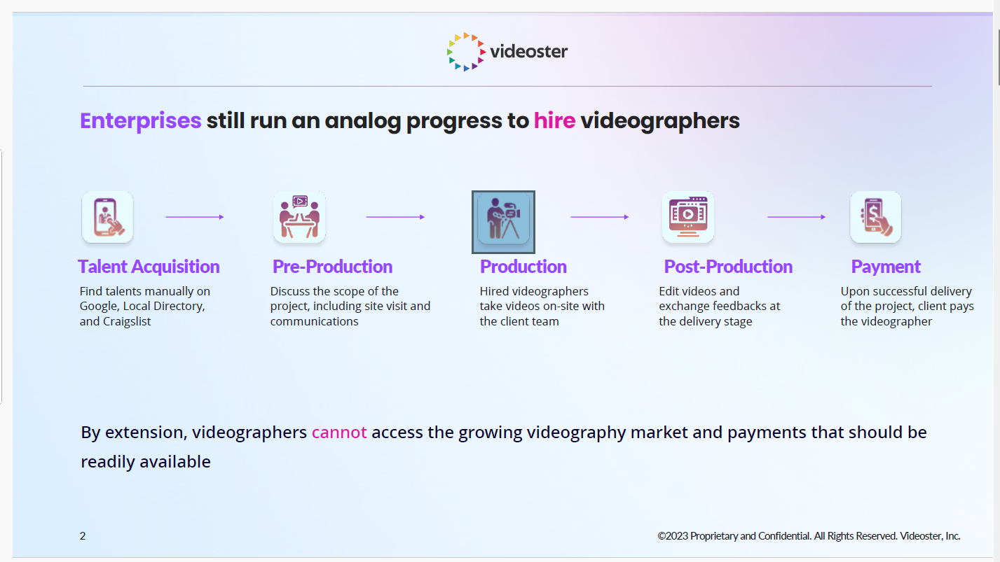 videoster
Enterprises still run an analog progress to hire videographers
Talent Acquisition
Find talents manually on
Google, Local Directory,
and Craigslist
Pre-Production
Discuss the scope of the
project, including site visit and
communications
Production
Hired videographers
take videos on-site with
the client team
Post-Production
Edit videos and
exchange feedbacks at
the delivery stage
Payment
Upon successful delivery
of the project, client pays
the videographer
By extension, videographers cannot access the growing videography market and payments that should be
readily available
2
©2023 Proprietary and Confidential. All Rights Reserved. Videoster, Inc.